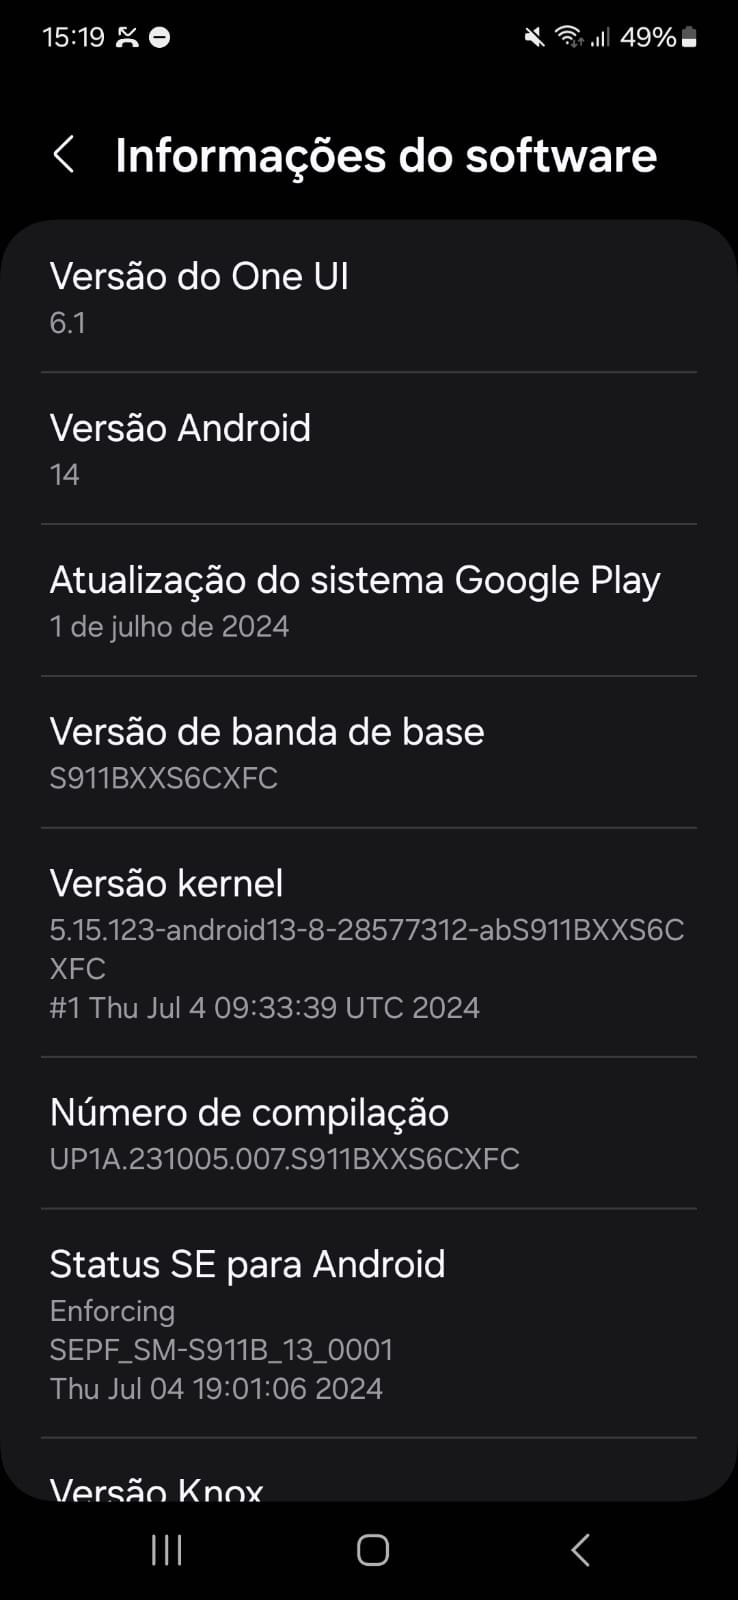 15:19 49%
Informações do software
Versão do One UI
6.1
Versão Android
14
Atualização do sistema Google Play
1 de julho de 2024
Versão de banda de base
S911BXXS6CXFC
Versão kernel
5.15.123-android13-8-28577312-abS911BXXS6C
XFC
#1 Thu Jul 4 09:33:39 UTC 2024
Número de compilação
UP1A.231005.007.S911BXXS6CXFC
Status SE para Android
Enforcing
SEPF_SM-S911B_13_0001
Thu Jul 04 19:01:06 2024
Versão Knox